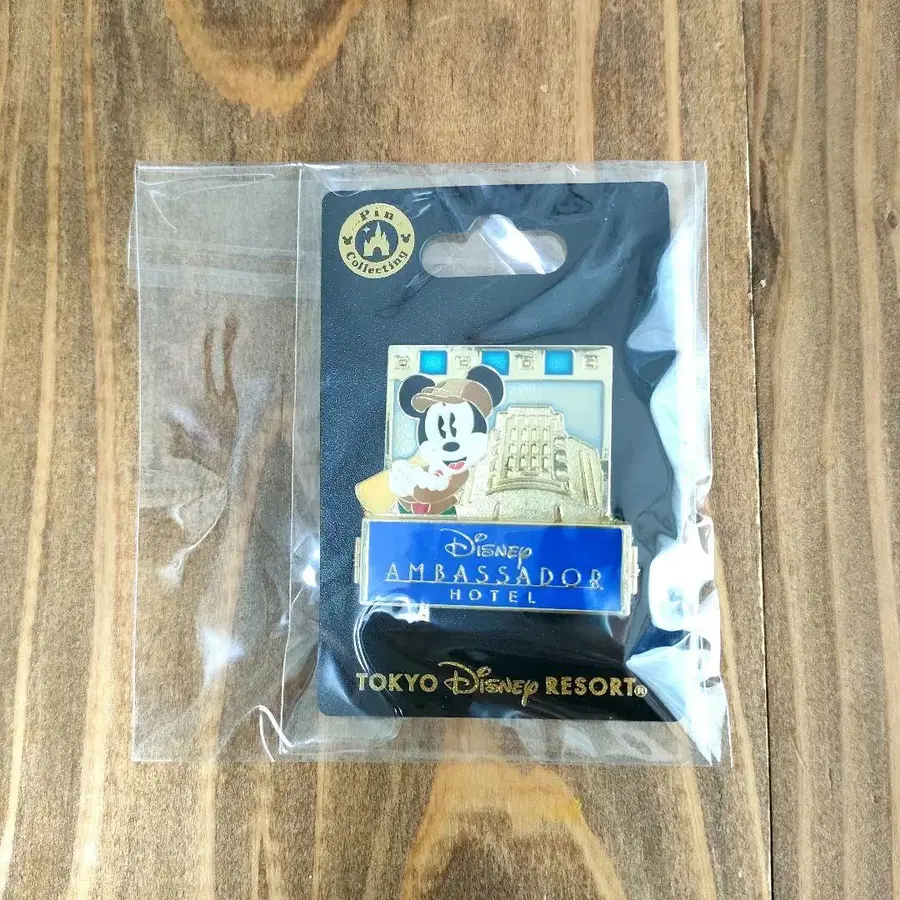 Pin
Collecting
Disney
AMBASSADOR
HOTEL
TOKYO Disney RESORT®